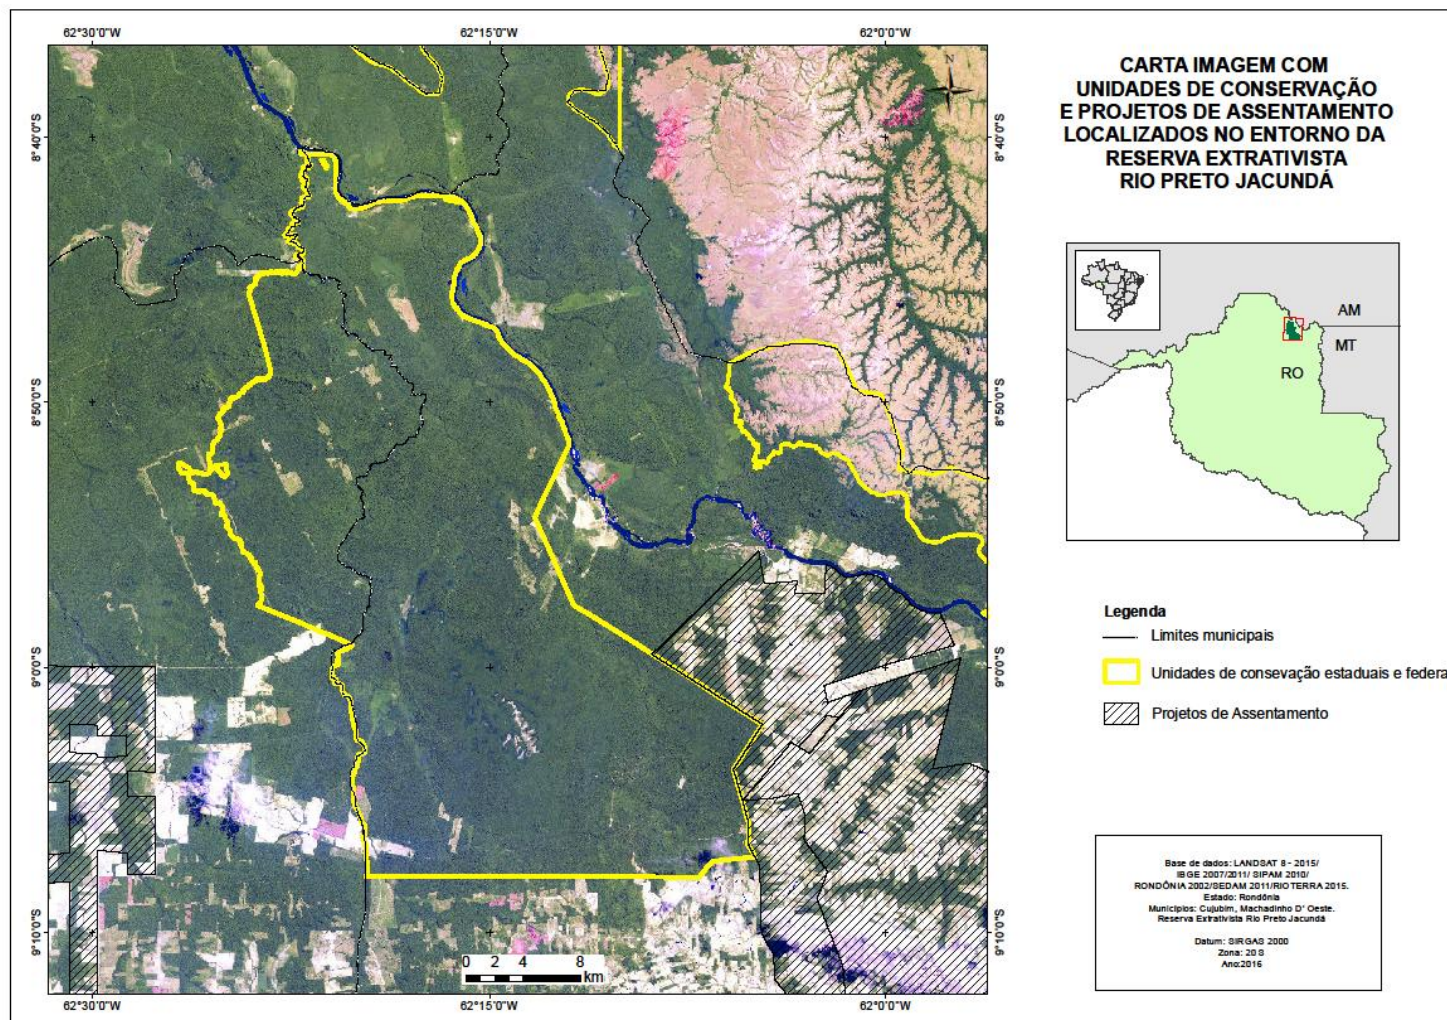 62°30'0"W
62°15'0"W
62°0'0"W
8°40'0"S
8°40'0"S
8°50'0"S
8°50'0"S
9°0'0"S
9°0'0"S
9°10'0"S
9°10'0"S
N
0 2 4 8
km
62°30'0"W
62°15'0"W
62°0'0"W
CARTA IMAGEM COM
UNIDADES DE CONSERVAÇÃO
E PROJETOS DE ASSENTAMENTO
LOCALIZADOS NO ENTORNO DA
RESERVA EXTRATIVISTA
RIO PRETO JACUNDÁ
AM
MT
RO
Legenda
Limites municipais
Unidades de consevação estaduais e federa
Projetos de Assentamento
Base de dados: LANDSAT 8 - 2015/
IBGE 2007/2011/ SIPAM 2010/
RONDÔNIA 2002/SEDAM 2011/RIOTERRA 2015.
Estado: Rondônia
Municípios: Cujubim, Machadinho D' Oeste.
Reserva Extrativista Rio Preto Jacundá
Datum: SIRGAS 2000
Zona: 20 S
Ano:2016